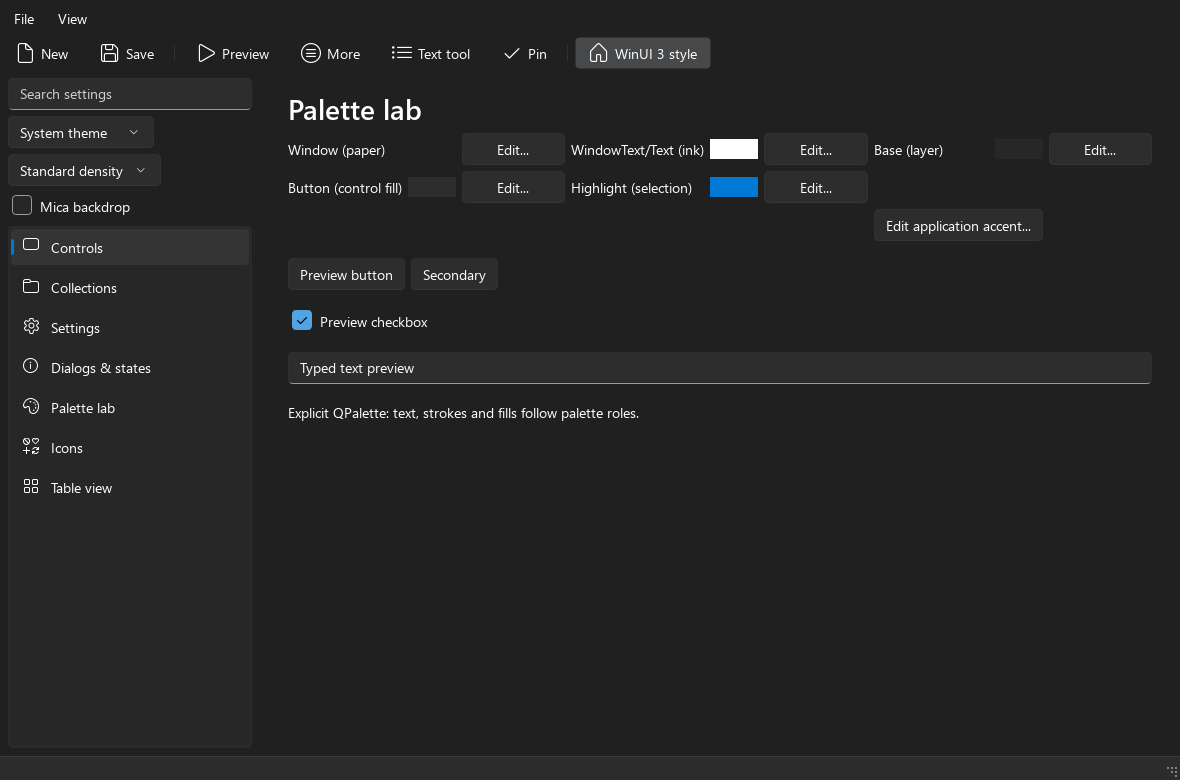 File View
New Save Preview More Text tool Pin WinUI 3 style
Search settings
System theme
Standard density
Mica backdrop
Controls
Collections
Settings
Dialogs & states
Palette lab
Icons
Table view
Palette lab
Window (paper) Edit... WindowText/Text (ink) Edit... Base (layer) Edit...
Button (control fill) Edit... Highlight (selection) Edit...
Edit application accent...
Preview button Secondary
Preview checkbox
Typed text preview
Explicit QPalette: text, strokes and fills follow palette roles.